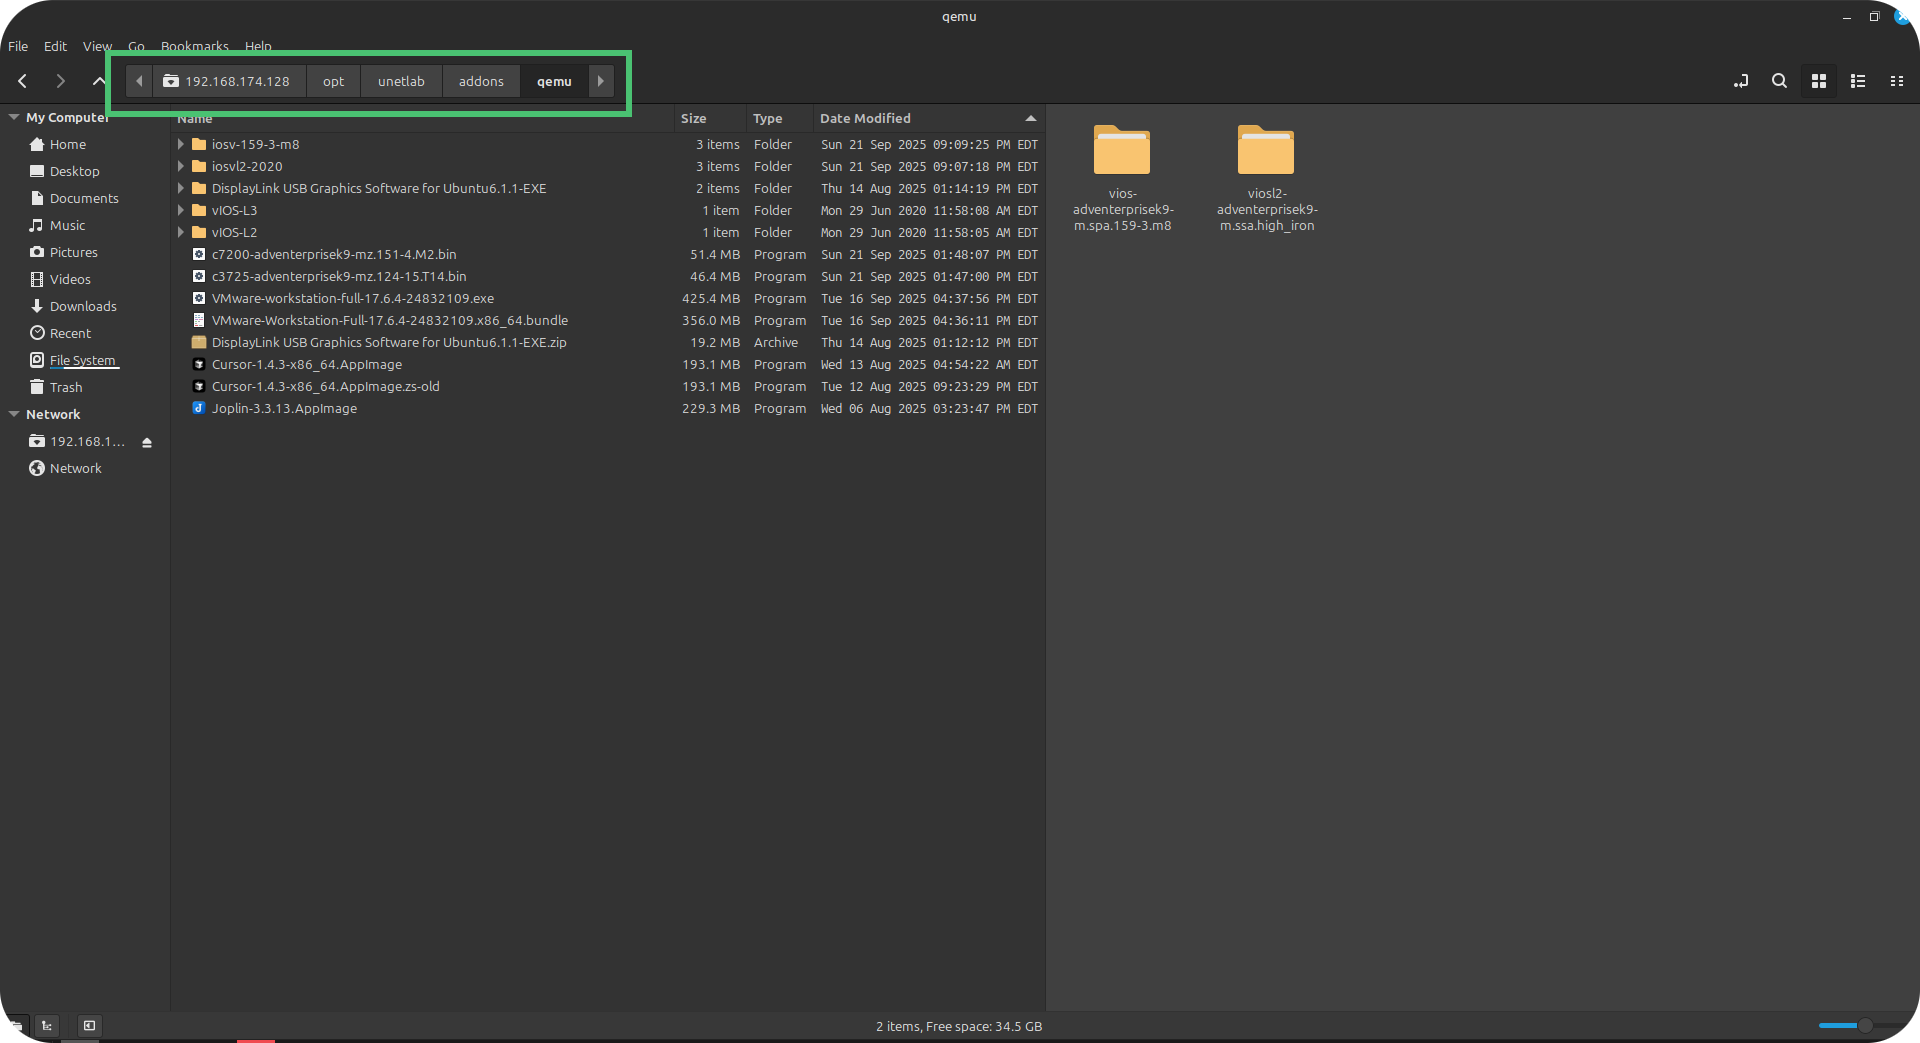 qemu
File Edit View Go Bookmarks Help
192.168.174.128 opt unetlab addons qemu
My Computer
Home
Desktop
Documents
Music
Pictures
Videos
Downloads
Recent
File System
Trash
Network
192.168.1...
Network
Name Size Type Date Modified
iosv-159-3-m8 3 items Folder Sun 21 Sep 2025 09:09:25 PM EDT
iosvl2-2020 3 items Folder Sun 21 Sep 2025 09:07:18 PM EDT
DisplayLink USB Graphics Software for Ubuntu6.1.1-EXE 2 items Folder Thu 14 Aug 2025 01:14:19 PM EDT
vIOS-L3 1 item Folder Mon 29 Jun 2020 11:58:08 AM EDT
vIOS-L2 1 item Folder Mon 29 Jun 2020 11:58:05 AM EDT
c7200-adventerprisek9-mz.151-4.M2.bin 51.4 MB Program Sun 21 Sep 2025 01:48:07 PM EDT
c3725-adventerprisek9-mz.124-15.T14.bin 46.4 MB Program Sun 21 Sep 2025 01:47:00 PM EDT
VMware-workstation-full-17.6.4-24832109.exe 425.4 MB Program Tue 16 Sep 2025 04:37:56 PM EDT
VMware-Workstation-Full-17.6.4-24832109.x86_64.bundle 356.0 MB Program Tue 16 Sep 2025 04:36:11 PM EDT
DisplayLink USB Graphics Software for Ubuntu6.1.1-EXE.zip 19.2 MB Archive Thu 14 Aug 2025 01:12:12 PM EDT
Cursor-1.4.3-x86_64.AppImage 193.1 MB Program Wed 13 Aug 2025 04:54:22 AM EDT
Cursor-1.4.3-x86_64.AppImage.zs-old 193.1 MB Program Tue 12 Aug 2025 09:23:29 PM EDT
Joplin-3.3.13.AppImage 229.3 MB Program Wed 06 Aug 2025 03:23:47 PM EDT
vios-
adventerprisek9-
m.spa.159-3.m8
viosl2-
adventerprisek9-
m.ssa.high_iron
2 items, Free space: 34.5 GB